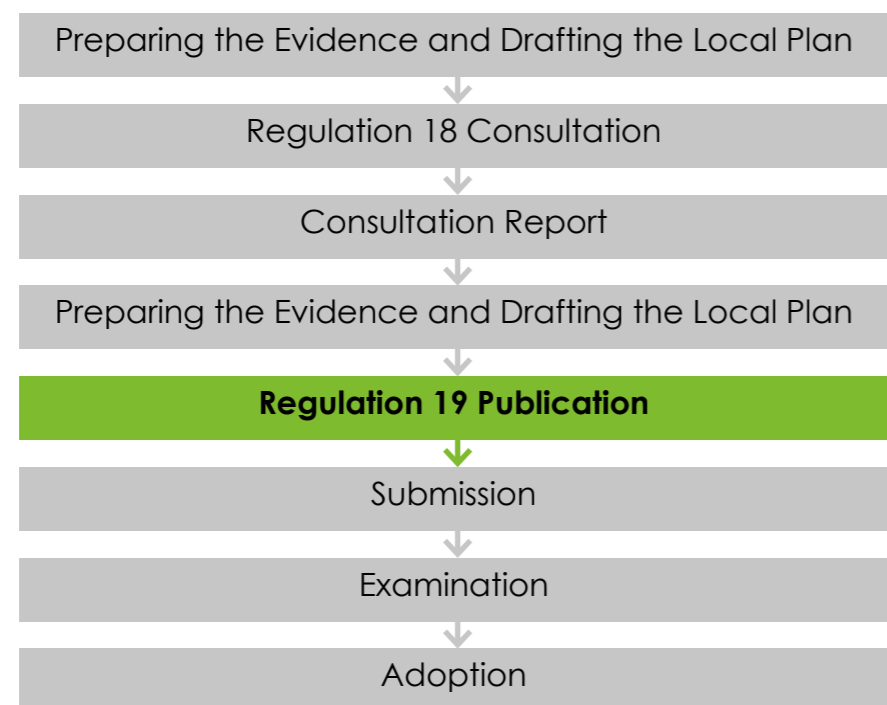 Preparing the Evidence and Drafting the Local Plan
Regulation 18 Consultation
Consultation Report
Preparing the Evidence and Drafting the Local Plan
Regulation 19 Publication
Submission
Examination
Adoption